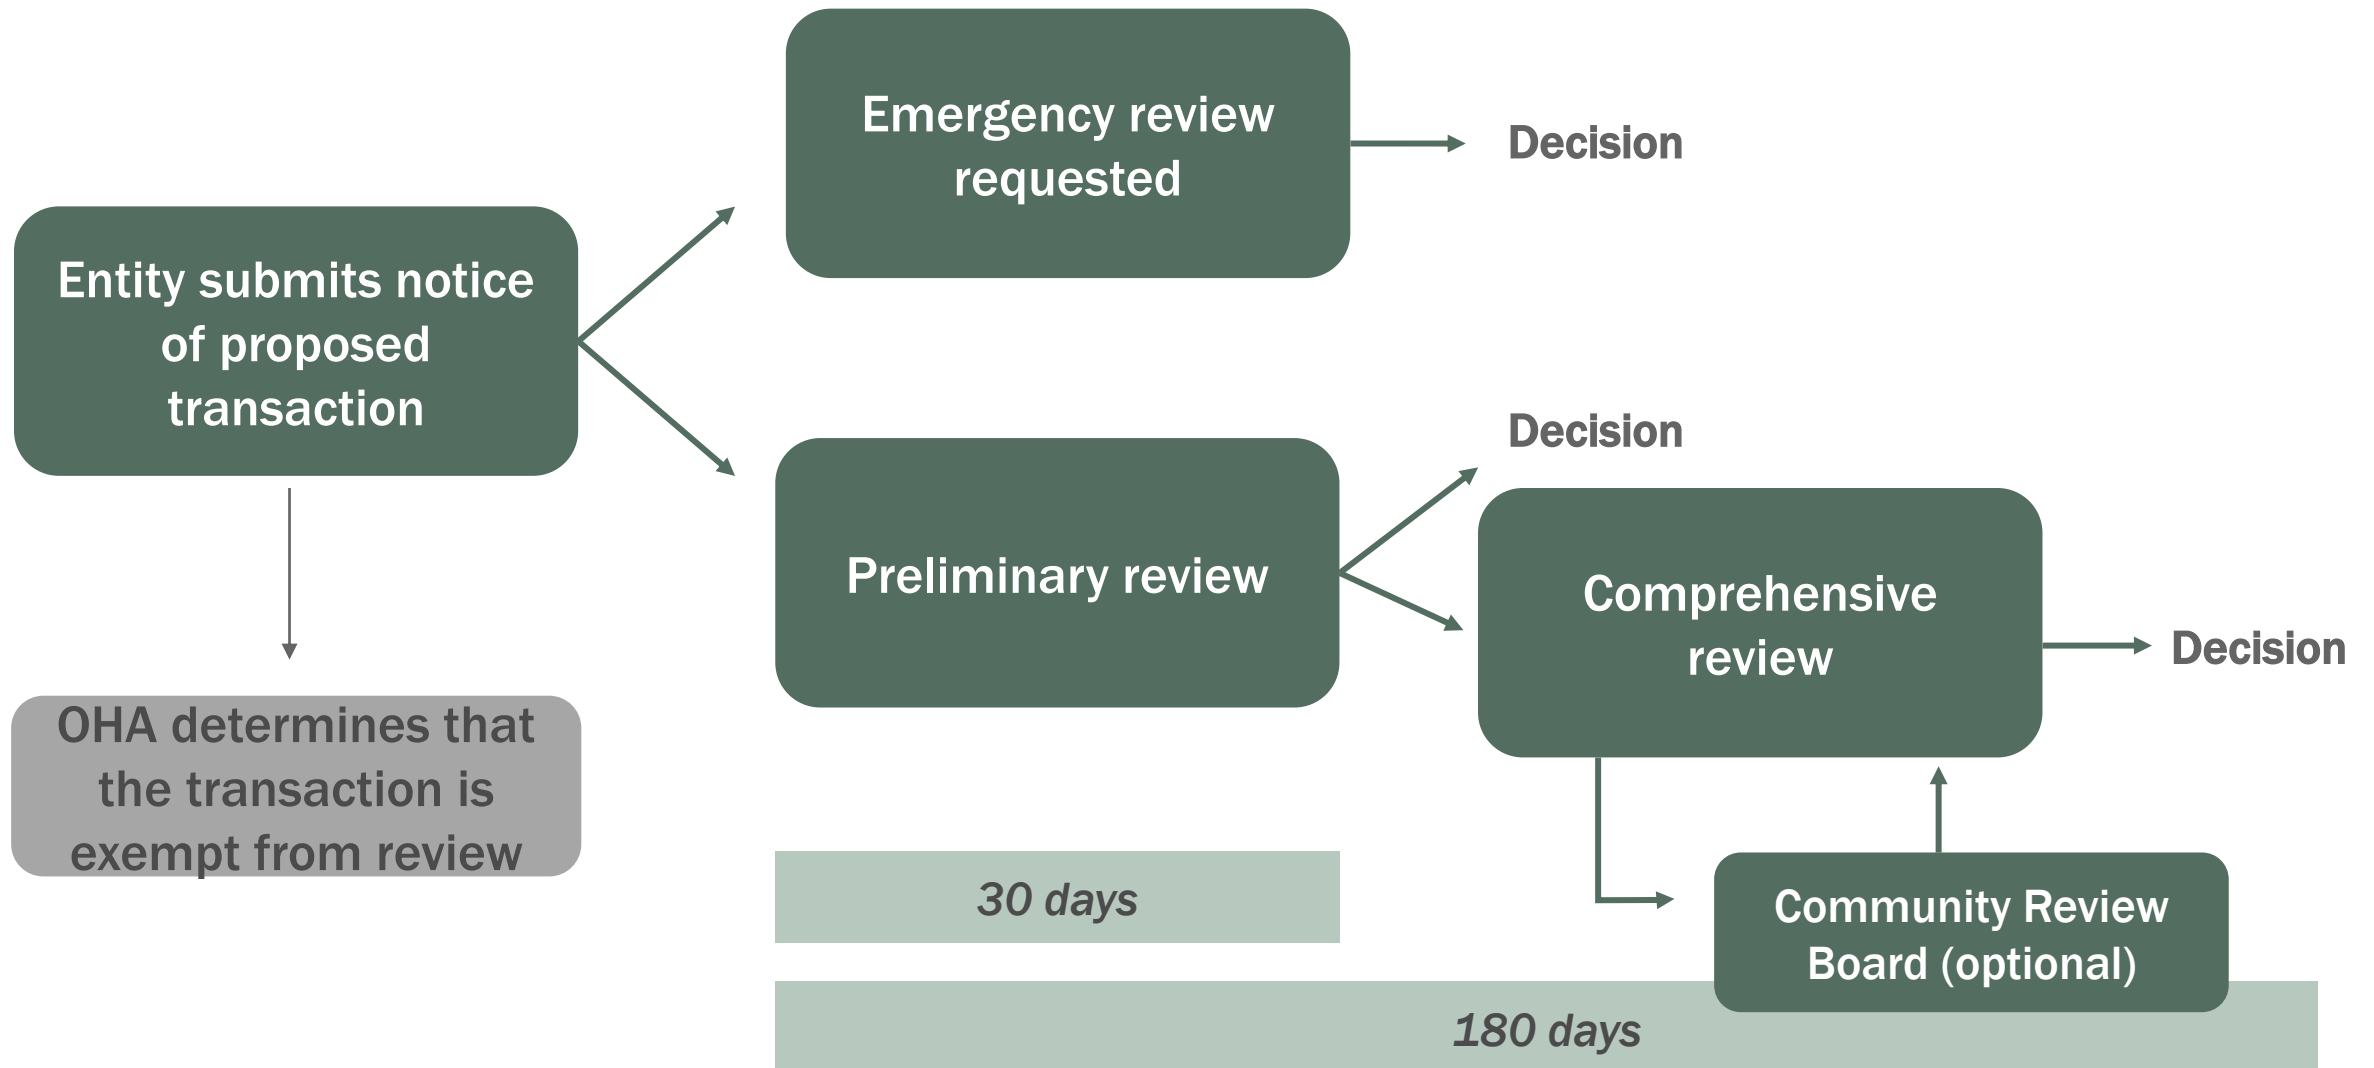 Emergency review
requested
Decision
Entity submits notice
of proposed
transaction
Decision
Preliminary review
Comprehensive
review
Decision
OHA determines that
the transaction is
exempt from review
30 days
Community Review
Board (optional)
180 days